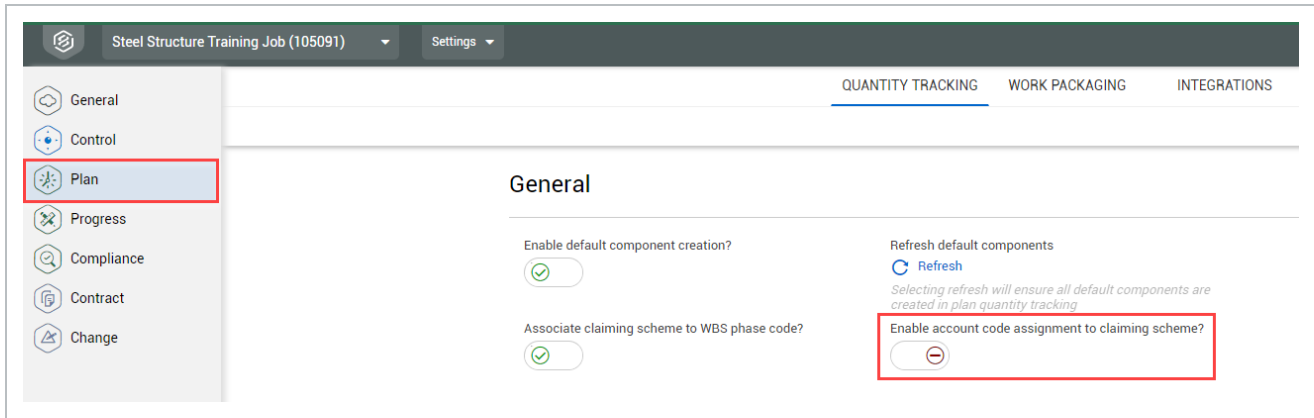 Steel Structure Training Job (105091) Settings
General
Control
Plan
Progress
Compliance
Contract
Change
QUANTITY TRACKING WORK PACKAGING INTEGRATIONS
General
Enable default component creation?
Refresh default components
Refresh
Selecting refresh will ensure all default components are
created in plan quantity tracking
Associate claiming scheme to WBS phase code?
Enable account code assignment to claiming scheme?